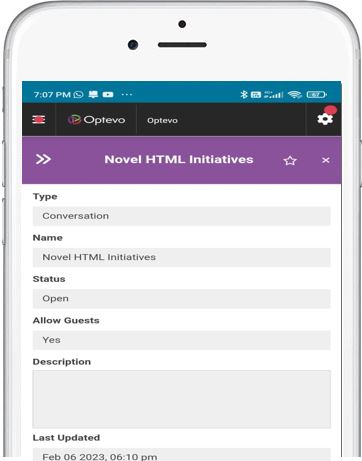 7:07 PM ... 67
Optevo Optevo
Novel HTML Initiatives
Type
Conversation
Name
Novel HTML Initiatives
Status
Open
Allow Guests
Yes
Description
Last Updated
Feb 06 2023, 06:10 pm